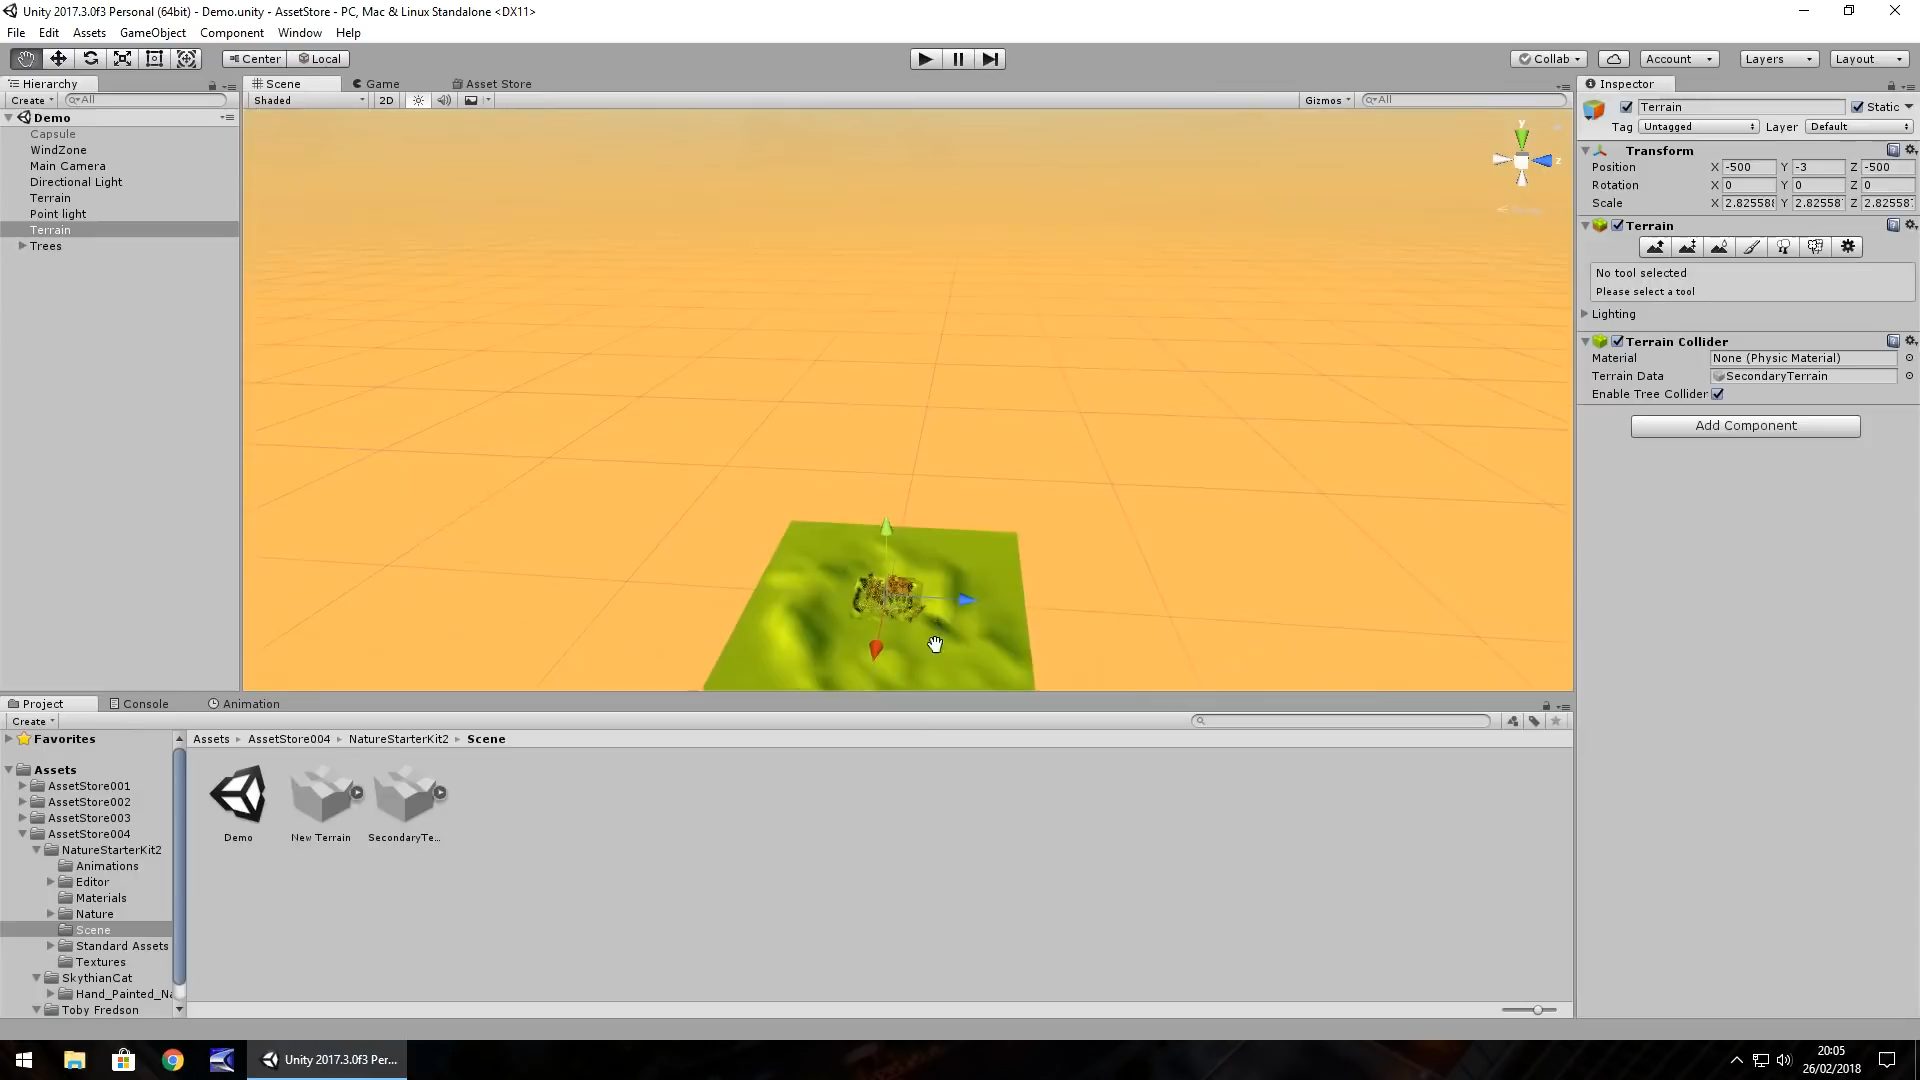 Unity 2017.3.0f3 Personal (64bit) - Demo.unity - AssetStore - PC, Mac & Linux Standalone <DX11>
File Edit Assets GameObject Component Window Help
Center Local Collab Account Layers Layout
Hierarchy
Create All
Demo
Capsule
WindZone
Main Camera
Directional Light
Terrain
Point light
Terrain
Trees
Scene Game Asset Store
Shaded 2D Gizmos All
y
z
Inspector
Terrain Static
Tag Untagged Layer Default
Transform
Position X -500 Y -3 Z -500
Rotation X 0 Y 0 Z 0
Scale X 2.82558 Y 2.82558 Z 2.82558
Terrain
No tool selected
Please select a tool
Lighting
Terrain Collider
Material None (Physic Material)
Terrain Data SecondaryTerrain
Enable Tree Collider
Add Component
Project Console Animation
Create
Favorites
Assets
AssetStore001
AssetStore002
AssetStore003
AssetStore004
NatureStarterKit2
Animations
Editor
Materials
Nature
Scene
Standard Assets
Textures
SkythianCat
Hand_Painted_Na
Toby Fredson
Assets AssetStore004 NatureStarterKit2 Scene
Demo New Terrain SecondaryTe...
Unity 2017.3.0f3 Per...
20:05
26/02/2018